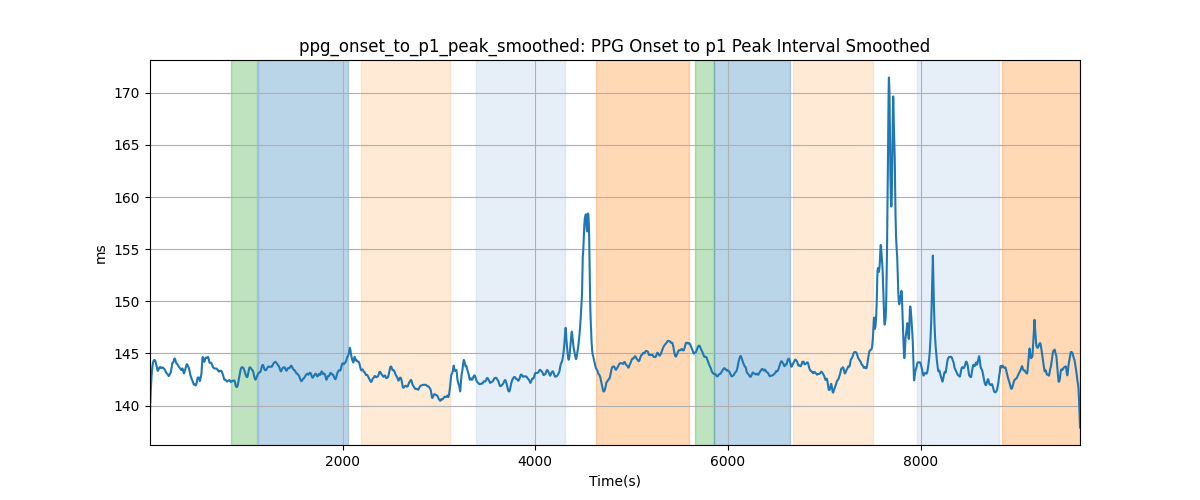 ppg_onset_to_p1_peak_smoothed: PPG Onset to p1 Peak Interval Smoothed
170
165
160
155
150
145
140
ms
2000 4000 6000 8000
Time(s)